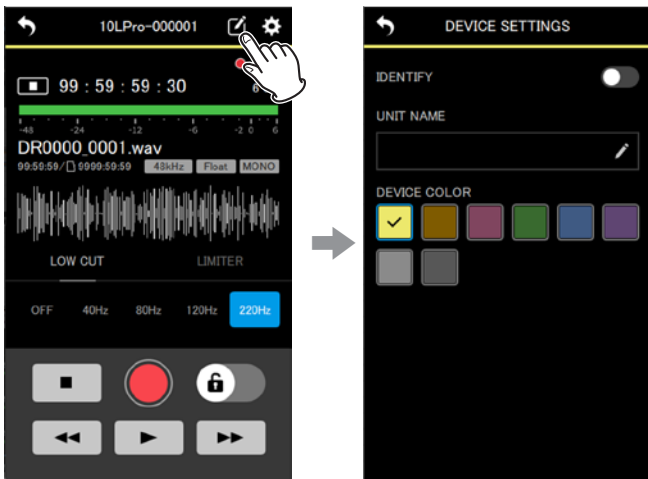 10LPro-000001
99 : 59 : 59 : 30
-48 -24 -12 -6 -2 0 6
DR0000_0001.wav
99:59:59/ 9999:59:59 48kHz Float MONO
LOW CUT LIMITER
OFF 40Hz 80Hz 120Hz 220Hz
DEVICE SETTINGS
IDENTIFY
UNIT NAME
DEVICE COLOR